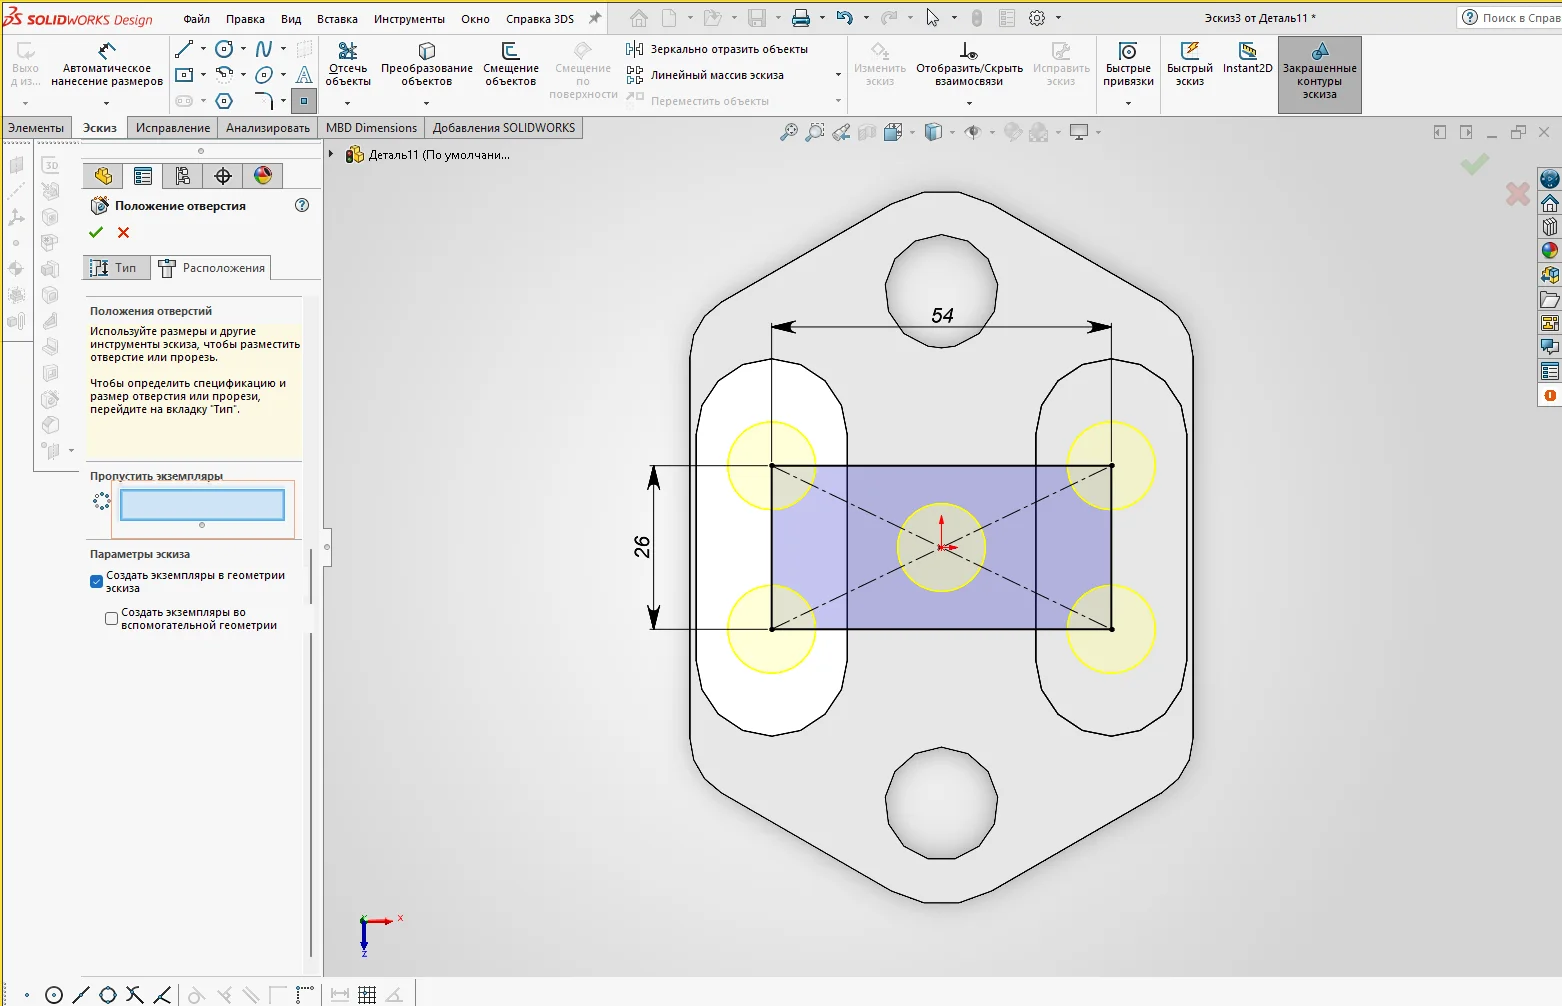 SOLIDWORKS Design
Файл Правка Вид Вставка Инструменты Окно Справка 3DS
Эскиз3 от Деталь11 *
Поиск в Справ
Выхо
д из...
Автоматическое
нанесение размеров
Отсечь
объекты
Преобразование
объектов
Смещение
объектов
Смещение
по
поверхности
Зеркально отразить объекты
Линейный массив эскиза
Переместить объекты
Изменить
эскиз
Отобразить/Скрыть
взаимосвязи
Исправить
эскиз
Быстрые
привязки
Быстрый
эскиз
Instant2D
Закрашенные
контуры
эскиза
Элементы Эскиз Исправление Анализировать MBD Dimensions Добавления SOLIDWORKS
Деталь11 (По умолчани...
3D
Положение отверстия
Тип
Расположения
Положения отверстий
Используйте размеры и другие
инструменты эскиза, чтобы разместить
отверстие или прорезь.
Чтобы определить спецификацию и
размер отверстия или прорези,
перейдите на вкладку "Тип".
Пропустить экземпляры
Параметры эскиза
Создать экземпляры в геометрии
эскиза
Создать экземпляры во
вспомогательной геометрии
54
26
X
Z